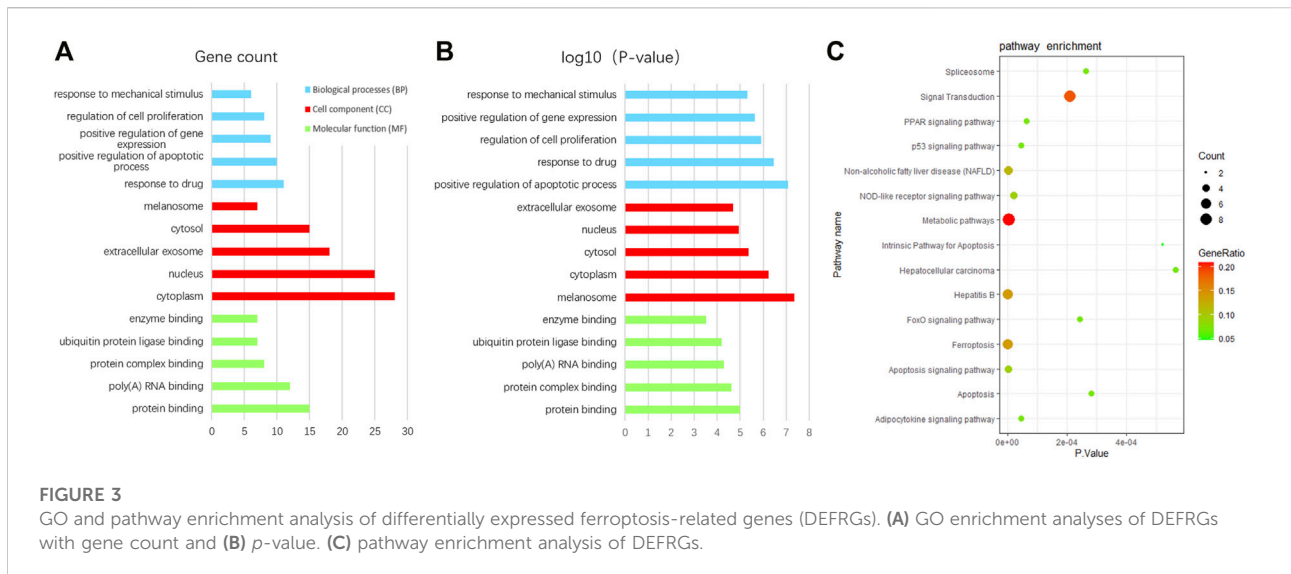 A
Gene count
Biological processes (BP)
Cell component (CC)
Molecular function (MF)
response to mechanical stimulus
regulation of cell proliferation
positive regulation of gene
expression
positive regulation of apoptotic
process
response to drug
melanosome
cytosol
extracellular exosome
nucleus
cytoplasm
enzyme binding
ubiquitin protein ligase binding
protein complex binding
poly(A) RNA binding
protein binding
0 5 10 15 20 25 30
B
log10 (P-value)
response to mechanical stimulus
positive regulation of gene expression
regulation of cell proliferation
response to drug
positive regulation of apoptotic process
extracellular exosome
nucleus
cytosol
cytoplasm
melanosome
enzyme binding
ubiquitin protein ligase binding
poly(A) RNA binding
protein complex binding
protein binding
0 1 2 3 4 5 6 7 8
C
pathway enrichment
Pathway name
Spliceosome
Signal Transduction
PPAR signaling pathway
p53 signaling pathway
Non-alcoholic fatty liver disease (NAFLD)
NOD-like receptor signaling pathway
Metabolic pathways
Intrinsic Pathway for Apoptosis
Hepatocellular carcinoma
Hepatitis B
FoxO signaling pathway
Ferroptosis
Apoptosis signaling pathway
Apoptosis
Adipocytokine signaling pathway
0e+00 2e-04 4e-04
P.Value
Count
2
4
6
8
GeneRatio
0.20
0.15
0.10
0.05
FIGURE 3
GO and pathway enrichment analysis of differentially expressed ferroptosis-related genes (DEFRGs). (A) GO enrichment analyses of DEFRGs
with gene count and (B) p-value. (C) pathway enrichment analysis of DEFRGs.